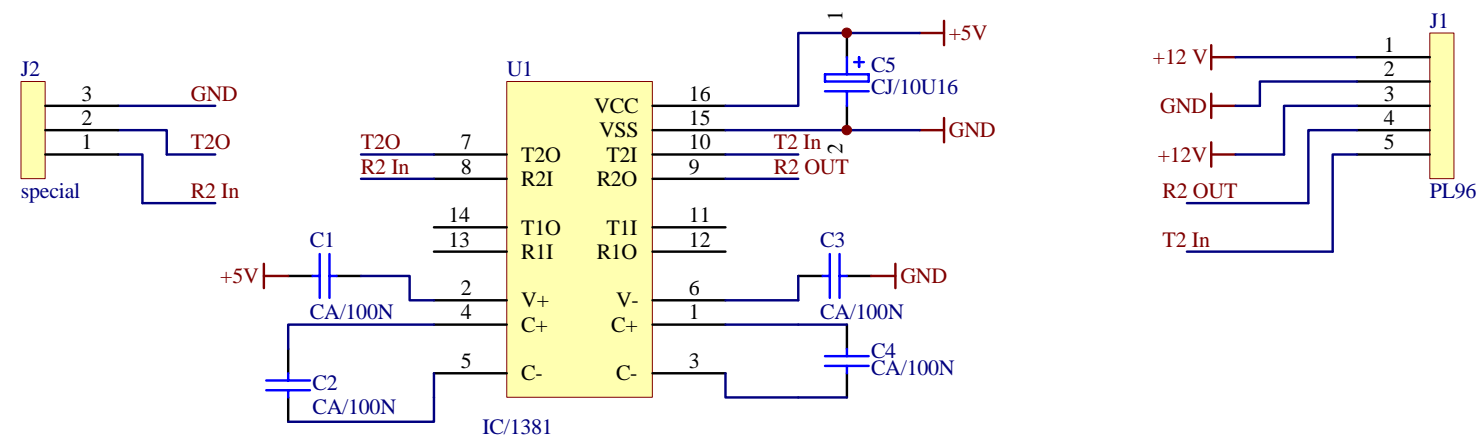 J2
3 GND
2 T2O
1 R2 In
special
U1
T2O 7 T2O
R2 In 8 R2I
14 T1O
13 R1I
2 V+
4 C+
5 C-
VCC 16
VSS 15
T2I 10 T2 In
R2O 9 R2 OUT
T1I 11
R1O 12
V- 6
C+ 1
C- 3
IC/1381
+5V
C1
CA/100N
C2
CA/100N
C3
CA/100N
GND
C4
CA/100N
1
+5V
+
C5
CJ/10U16
GND
2
J1
+12 V 1
GND 2
+12V 3
R2 OUT 4
T2 In 5
PL96